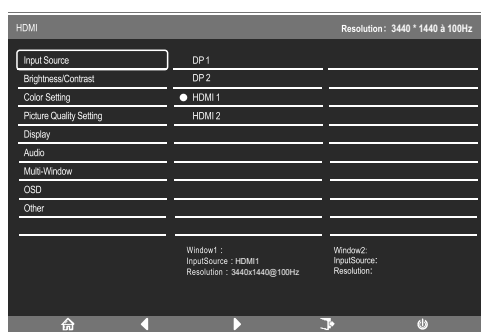 HDMI
Resolution: 3440 * 1440 à 100Hz
Input Source
DP 1
Brightness/Contrast
DP 2
Color Setting
HDMI 1
Picture Quality Setting
HDMI 2
Display
Audio
Multi-Window
OSD
Other
Window1 :
InputSource : HDMI1
Resolution : 3440x1440@100Hz
Window2:
InputSource:
Resolution: